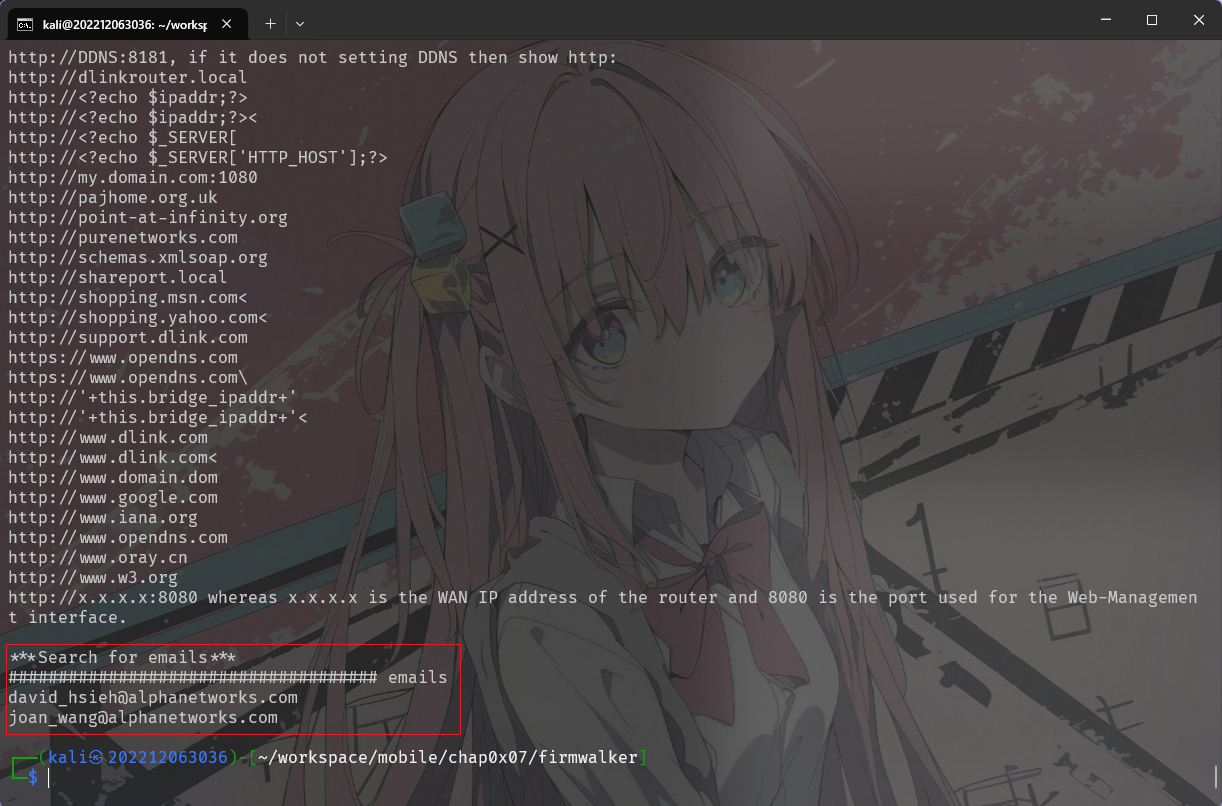 kali@202212063036: ~/worksp
http://DDNS:8181, if it does not setting DDNS then show http:
http://dlinkrouter.local
http://<?echo $ipaddr;?>
http://<?echo $ipaddr;?><
http://<?echo $_SERVER[
http://<?echo $_SERVER['HTTP_HOST'];?>
http://my.domain.com:1080
http://pajhome.org.uk
http://point-at-infinity.org
http://purenetworks.com
http://schemas.xmlsoap.org
http://shareport.local
http://shopping.msn.com<
http://shopping.yahoo.com<
http://support.dlink.com
https://www.opendns.com
https://www.opendns.com\
http://'+this.bridge_ipaddr+'
http://'+this.bridge_ipaddr+'<
http://www.dlink.com
http://www.dlink.com<
http://www.domain.dom
http://www.google.com
http://www.iana.org
http://www.opendns.com
http://www.oray.cn
http://www.w3.org
http://x.x.x.x:8080 whereas x.x.x.x is the WAN IP address of the router and 8080 is the port used for the Web-Managemen
t interface.
***Search for emails***
##################################### emails
david_hsieh@alphanetworks.com
joan_wang@alphanetworks.com
┌──(kali㉿202212063036)-[~/workspace/mobile/chap0x07/firmwalker]
└─$